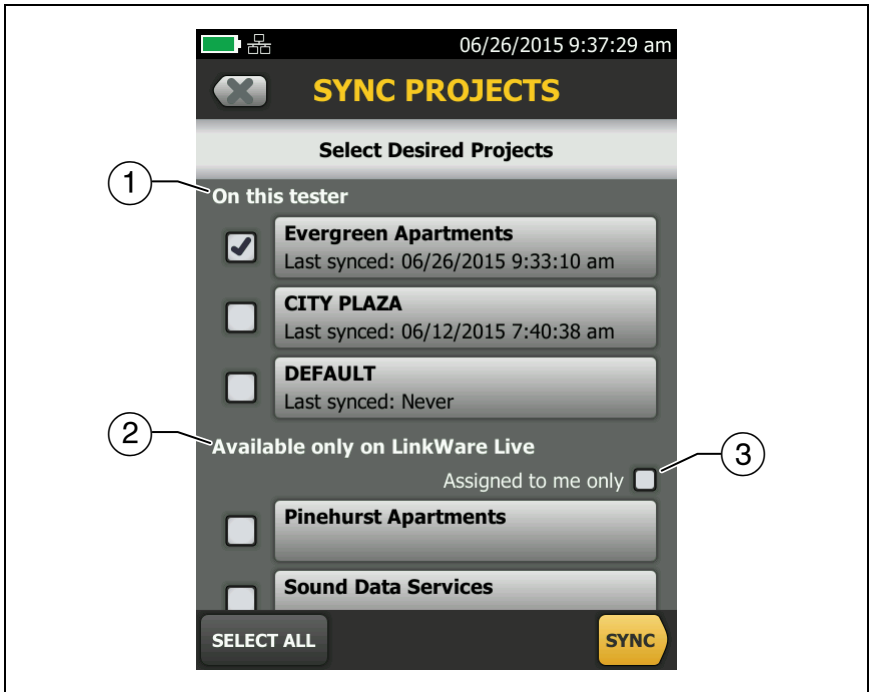 06/26/2015 9:37:29 am
SYNC PROJECTS
Select Desired Projects
1
On this tester
Evergreen Apartments
Last synced: 06/26/2015 9:33:10 am
CITY PLAZA
Last synced: 06/12/2015 7:40:38 am
DEFAULT
Last synced: Never
2
Available only on LinkWare Live
3
Assigned to me only
Pinehurst Apartments
Sound Data Services
SELECT ALL
SYNC